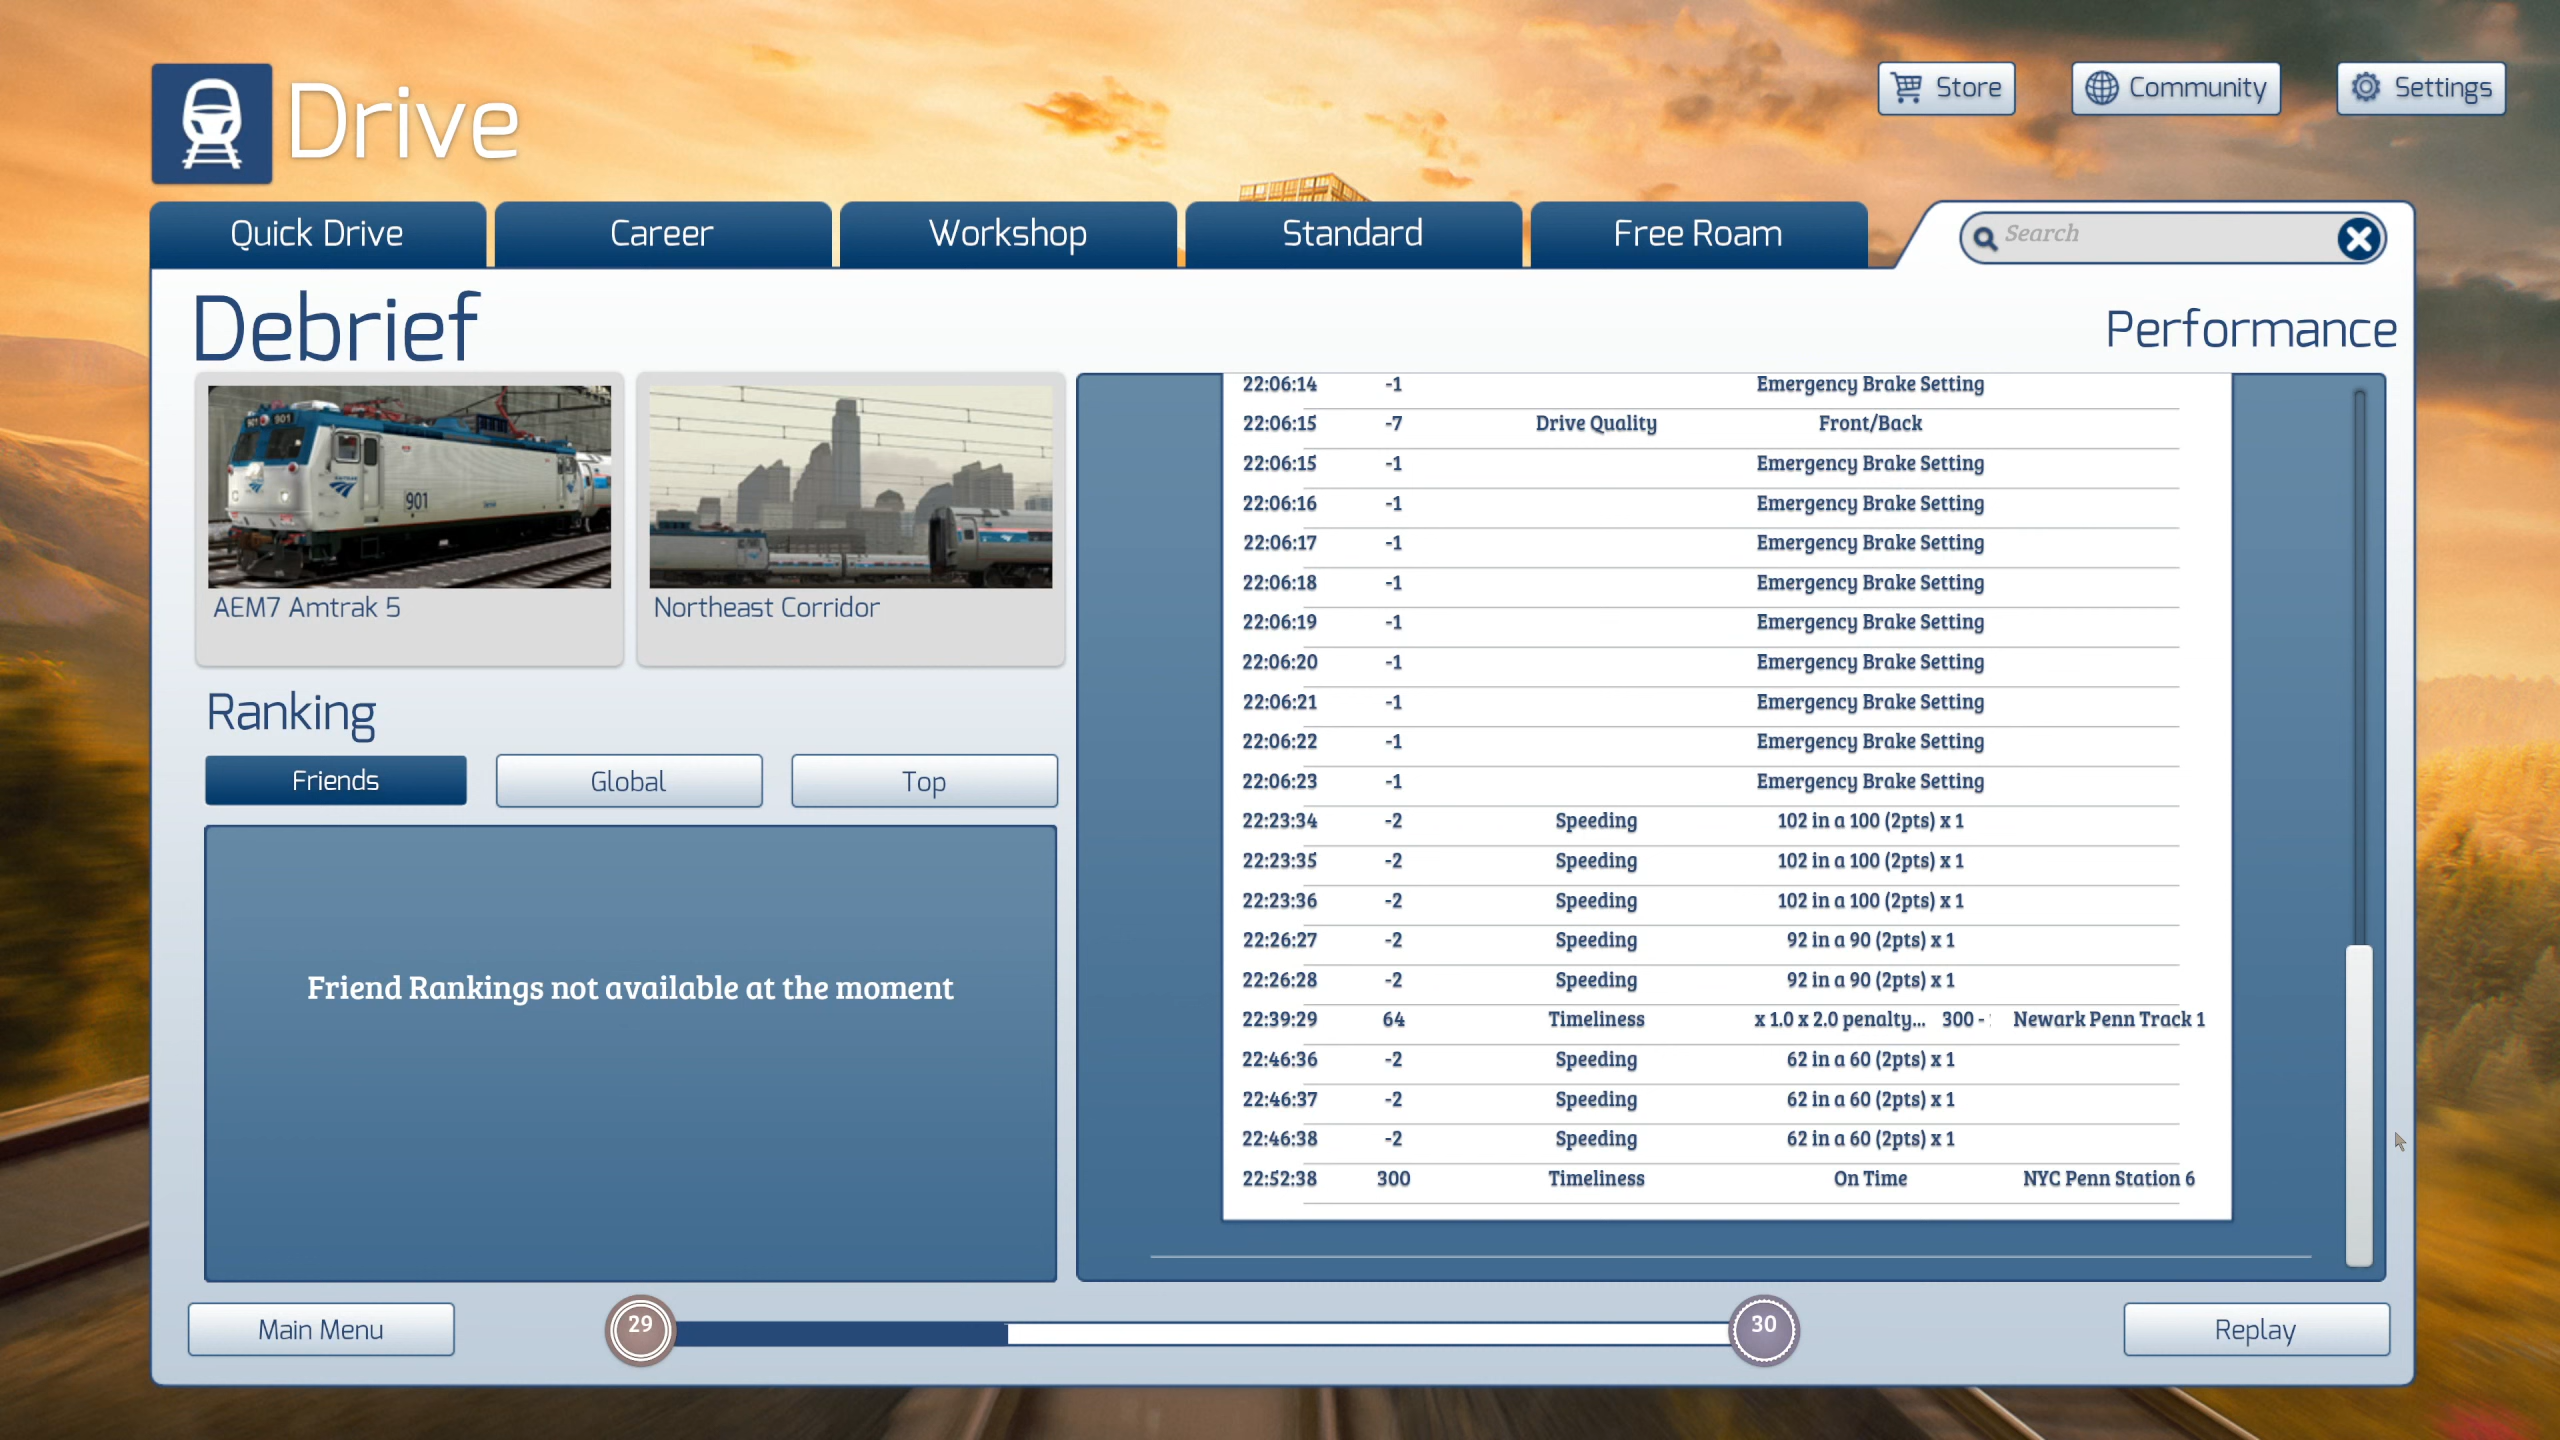 Drive
Store
Community
Settings
Quick Drive
Career
Workshop
Standard
Free Roam
Search
Debrief
Performance
901
901
901
AEM7 Amtrak 5
Northeast Corridor
Ranking
Friends
Global
Top
Friend Rankings not available at the moment
22:06:14 -1 Emergency Brake Setting
22:06:15 -7 Drive Quality Front/Back
22:06:15 -1 Emergency Brake Setting
22:06:16 -1 Emergency Brake Setting
22:06:17 -1 Emergency Brake Setting
22:06:18 -1 Emergency Brake Setting
22:06:19 -1 Emergency Brake Setting
22:06:20 -1 Emergency Brake Setting
22:06:21 -1 Emergency Brake Setting
22:06:22 -1 Emergency Brake Setting
22:06:23 -1 Emergency Brake Setting
22:23:34 -2 Speeding 102 in a 100 (2pts) x 1
22:23:35 -2 Speeding 102 in a 100 (2pts) x 1
22:23:36 -2 Speeding 102 in a 100 (2pts) x 1
22:26:27 -2 Speeding 92 in a 90 (2pts) x 1
22:26:28 -2 Speeding 92 in a 90 (2pts) x 1
22:39:29 64 Timeliness x 1.0 x 2.0 penalty... 300 - Newark Penn Track 1
22:46:36 -2 Speeding 62 in a 60 (2pts) x 1
22:46:37 -2 Speeding 62 in a 60 (2pts) x 1
22:46:38 -2 Speeding 62 in a 60 (2pts) x 1
22:52:38 300 Timeliness On Time NYC Penn Station 6
Main Menu
29
30
Replay